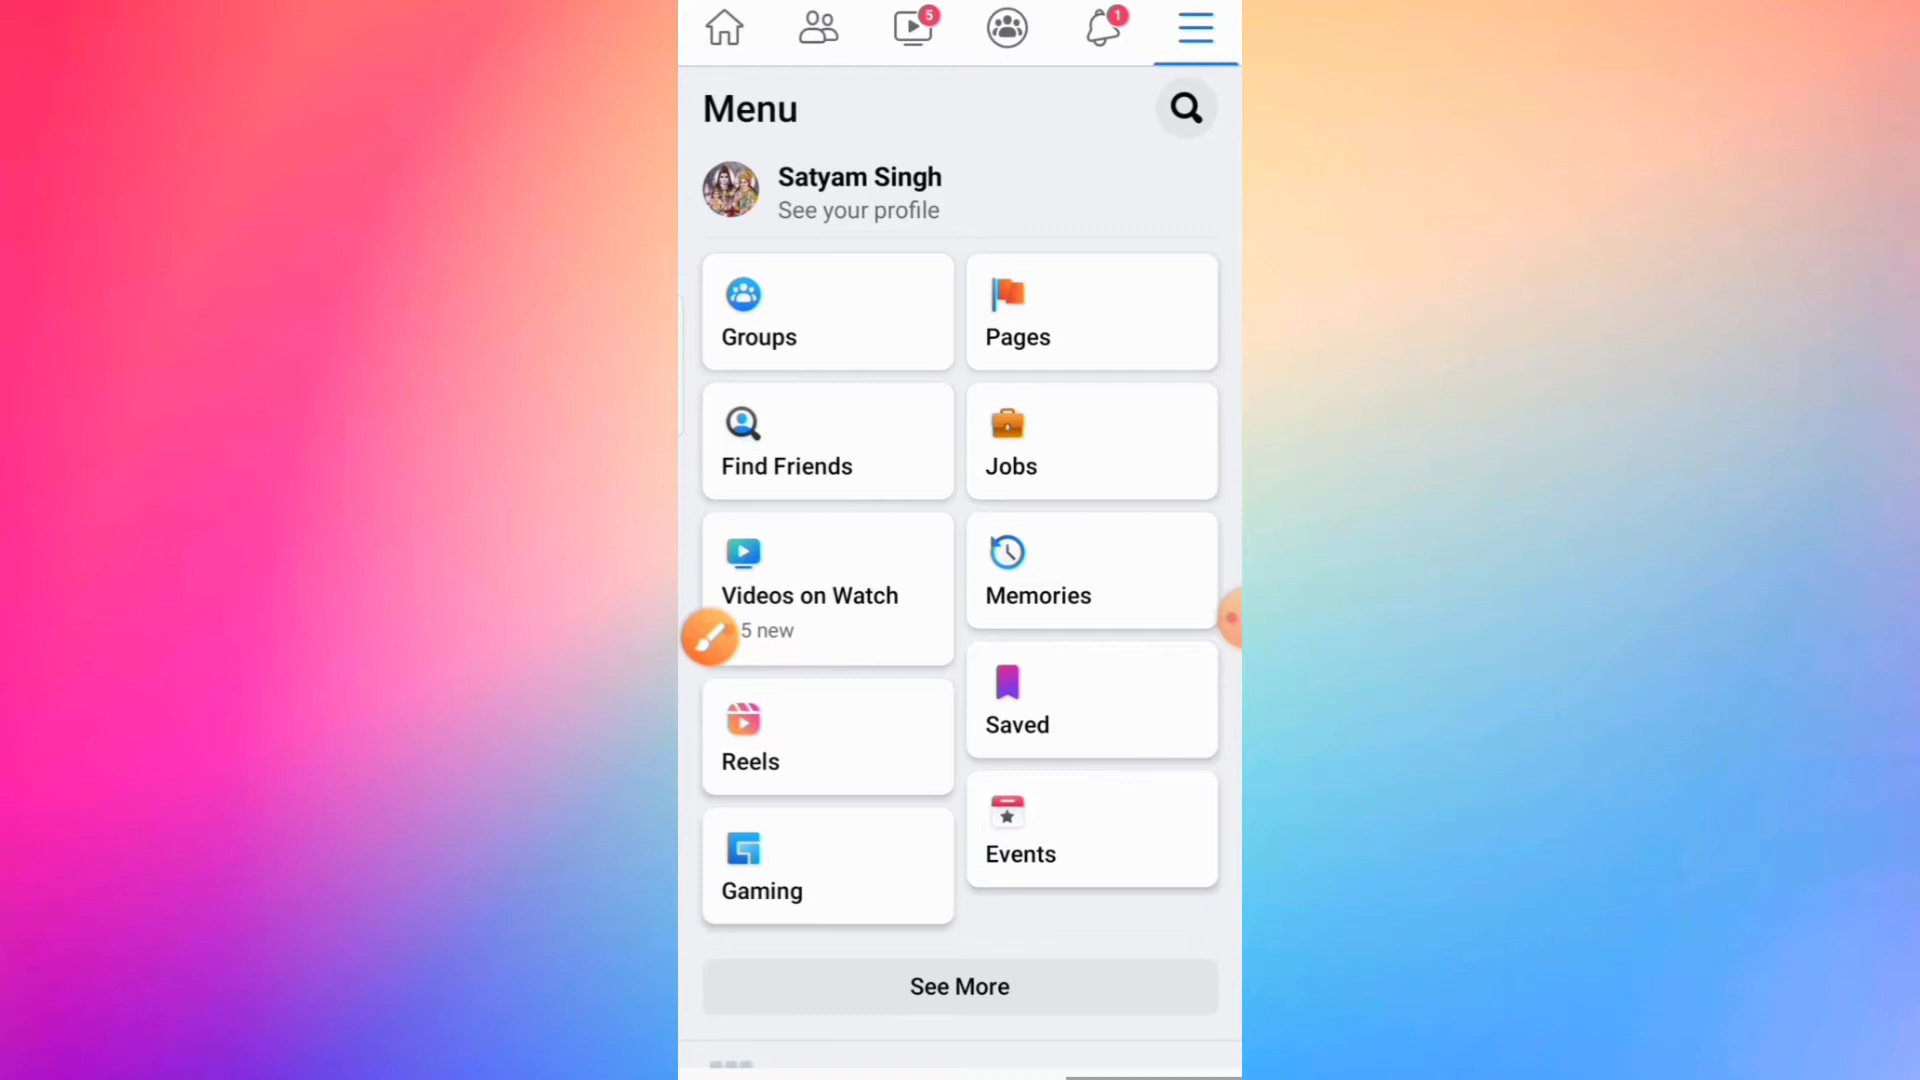 5
1
Menu
Satyam Singh
See your profile
Groups
Pages
Find Friends
Jobs
Videos on Watch
5 new
Memories
Saved
Reels
Events
Gaming
See More